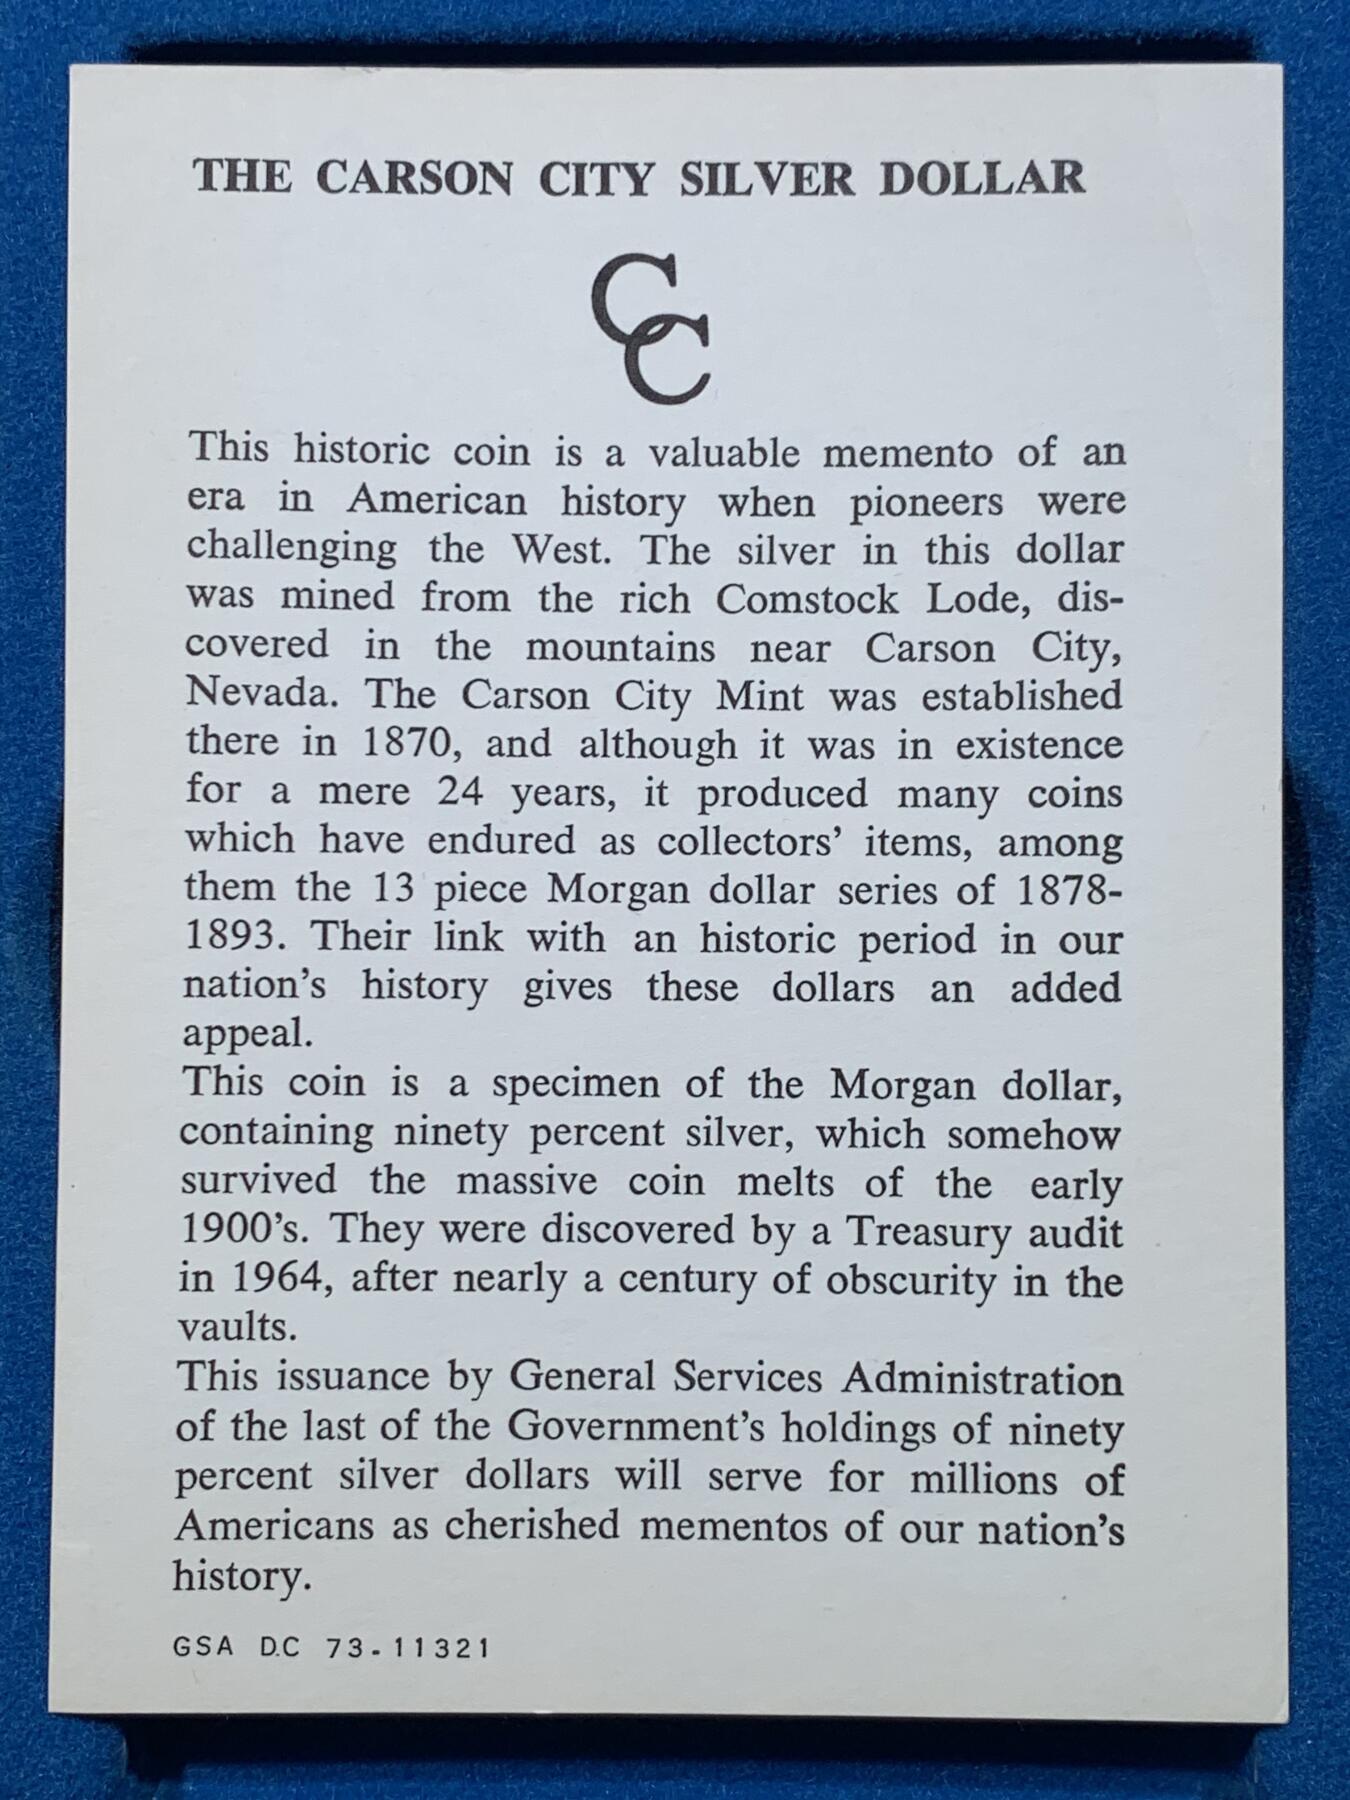 THE CARSON CITY SILVER DOLLAR
CC
This historic coin is a valuable memento of an
era in American history when pioneers were
challenging the West. The silver in this dollar
was mined from the rich Comstock Lode, dis-
covered in the mountains near Carson City,
Nevada. The Carson City Mint was established
there in 1870, and although it was in existence
for a mere 24 years, it produced many coins
which have endured as collectors’ items, among
them the 13 piece Morgan dollar series of 1878-
1893. Their link with an historic period in our
nation’s history gives these dollars an added
appeal.
This coin is a specimen of the Morgan dollar,
containing ninety percent silver, which somehow
survived the massive coin melts of the early
1900’s. They were discovered by a Treasury audit
in 1964, after nearly a century of obscurity in the
vaults.
This issuance by General Services Administration
of the last of the Government’s holdings of ninety
percent silver dollars will serve for millions of
Americans as cherished mementos of our nation’s
history.
GSA D.C 73-11321